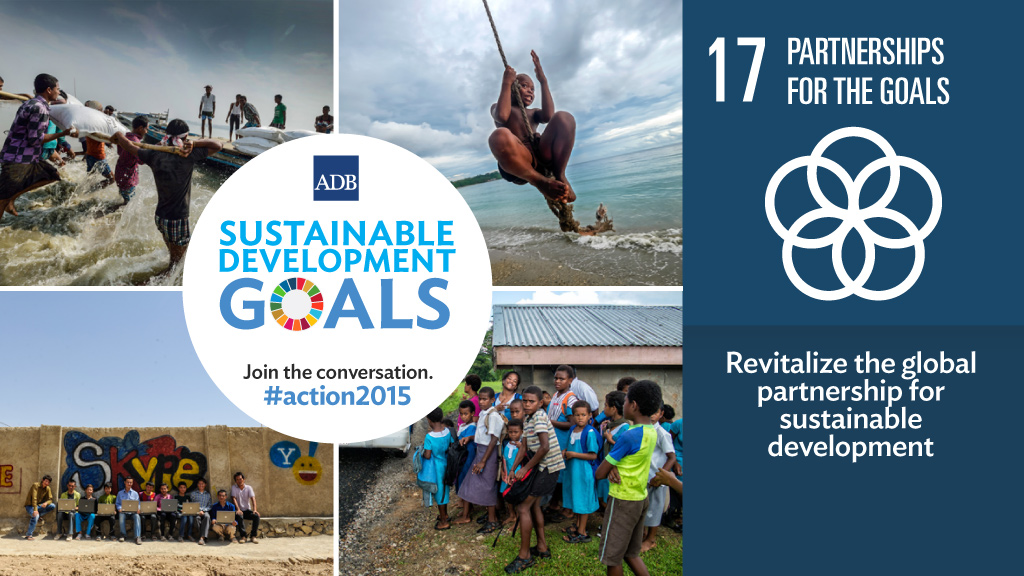 ADB
SUSTAINABLE
DEVELOPMENT
GOALS
Join the conversation.
#action2015
17 PARTNERSHIPS
FOR THE GOALS
Revitalize the global
partnership for
sustainable
development
Y!